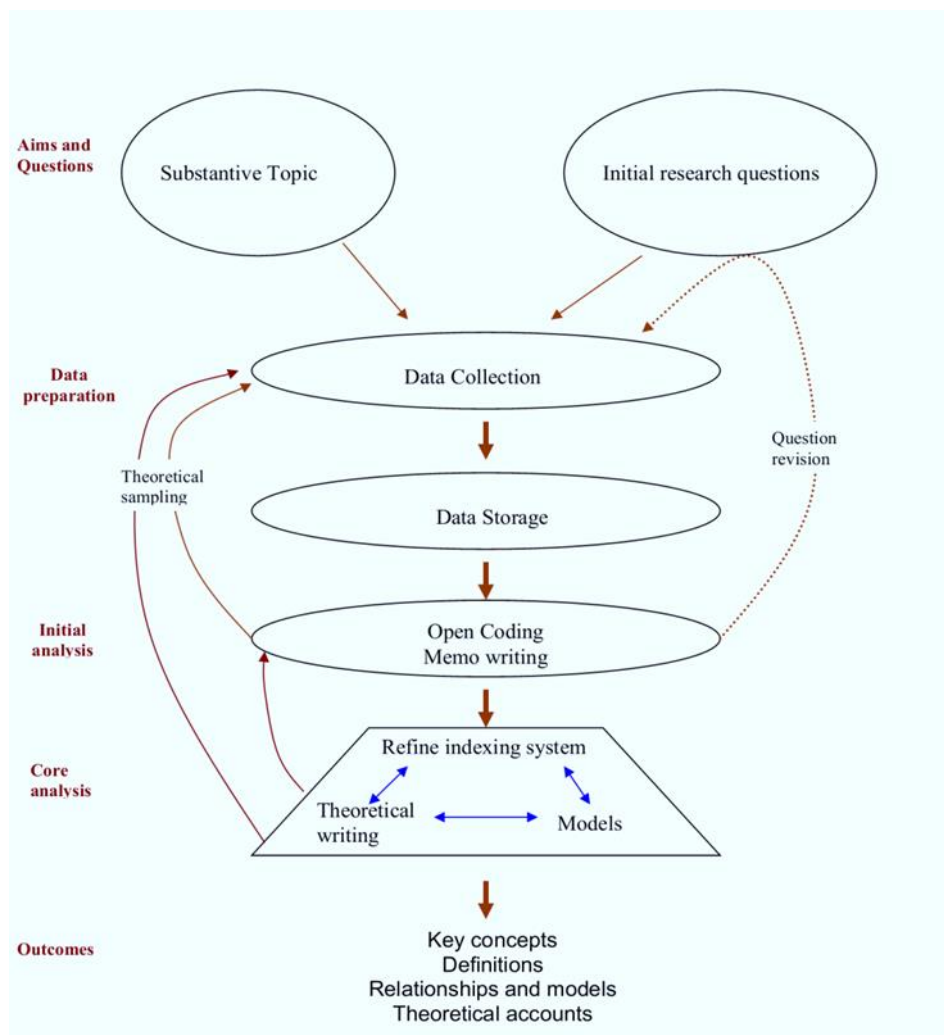 Aims and
Questions
Substantive Topic
Initial research questions
Data
preparation
Data Collection
Question
revision
Theoretical
sampling
Data Storage
Initial
analysis
Open Coding
Memo writing
Core
analysis
Refine indexing system
Theoretical
writing
Models
Outcomes
Key concepts
Definitions
Relationships and models
Theoretical accounts